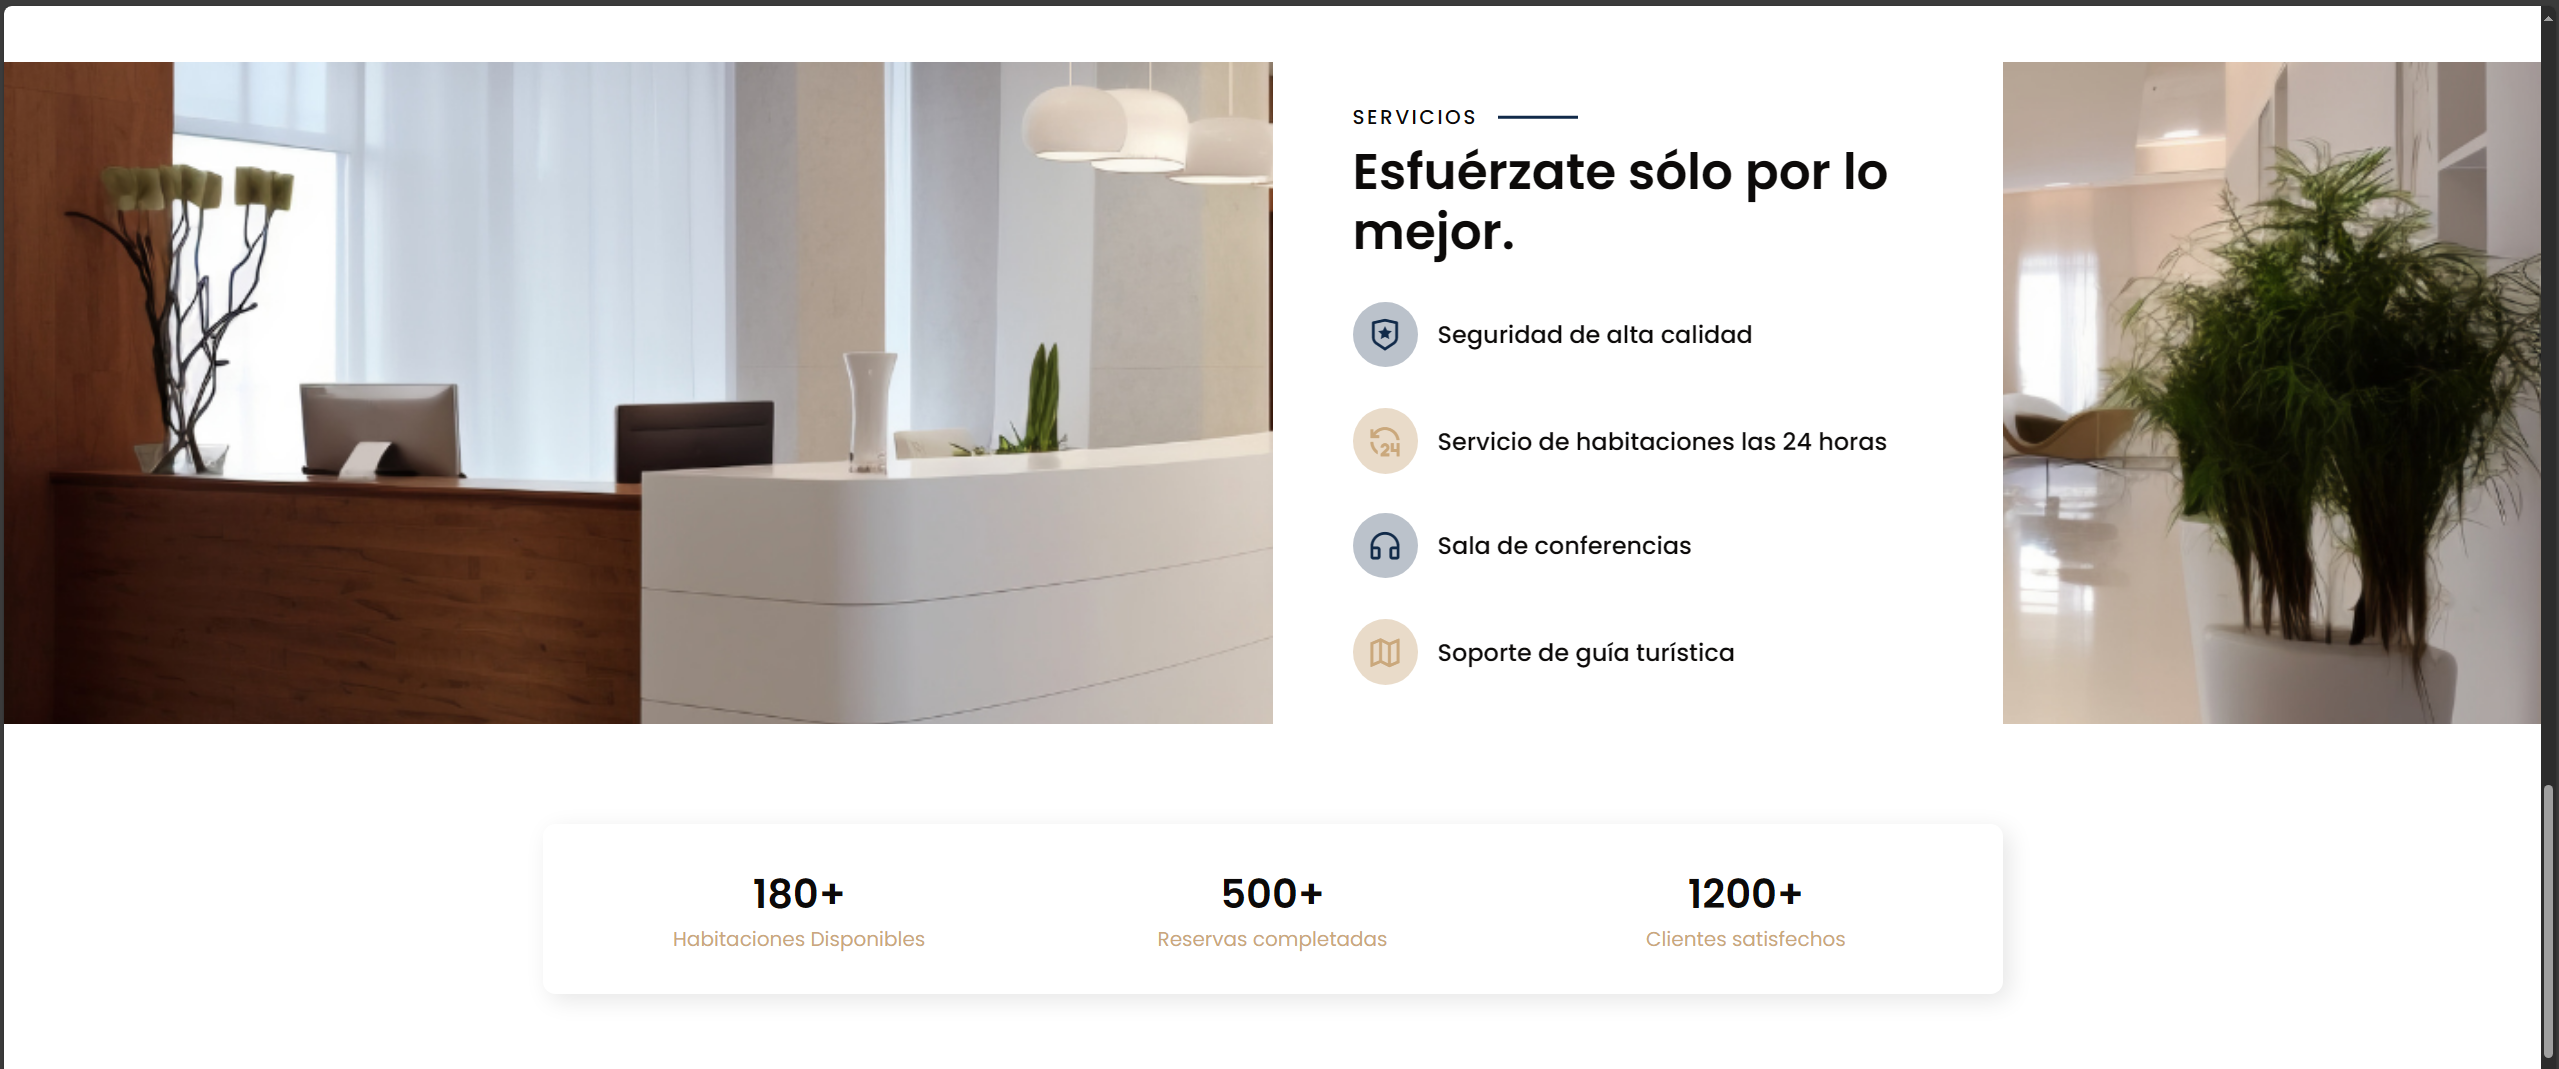 SERVICIOS
Esfuérzate sólo por lo
mejor.
Seguridad de alta calidad
24
Servicio de habitaciones las 24 horas
Sala de conferencias
Soporte de guía turística
180+
500+
1200+
Habitaciones Disponibles
Reservas completadas
Clientes satisfechos